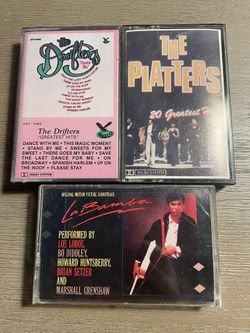 The
Drifters
The Drifters
"GREATEST HITS"
DANCE WITH ME • THIS MAGIC MOMENT
• STAND BY ME • SWEETS FOR MY
SWEET • THERE GOES MY BABY • SAVE
THE LAST DANCE FOR ME • ON
BROADWAY • SPANISH HARLEM • UP
ON THE ROOF • PLEASE STAY
THE
PLATTERS
20 Greatest
ORIGINAL MOTION PICTURE SOUNDTRACK
La Bamba
PERFORMED BY
LOS LOBOS,
BO DIDDLEY,
HOWARD HUNTSBERRY,
BRIAN SETZER
AND
MARSHALL CRENSHAW